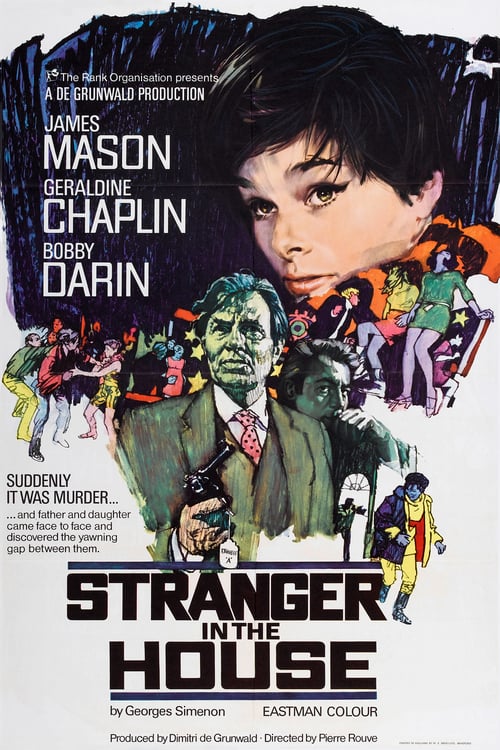 The Rank Organisation presents
A DE GRUNWALD PRODUCTION
JAMES
MASON
GERALDINE
CHAPLIN
BOBBY
DARIN
SUDDENLY
IT WAS MURDER...
... and father and daughter
came face to face and
discovered the yawning
gap between them.
EXHIBIT
'A'
STRANGER
IN THE
HOUSE
by Georges Simenon EASTMAN COLOUR
Produced by Dimitri de Grunwald · Directed by Pierre Rouve